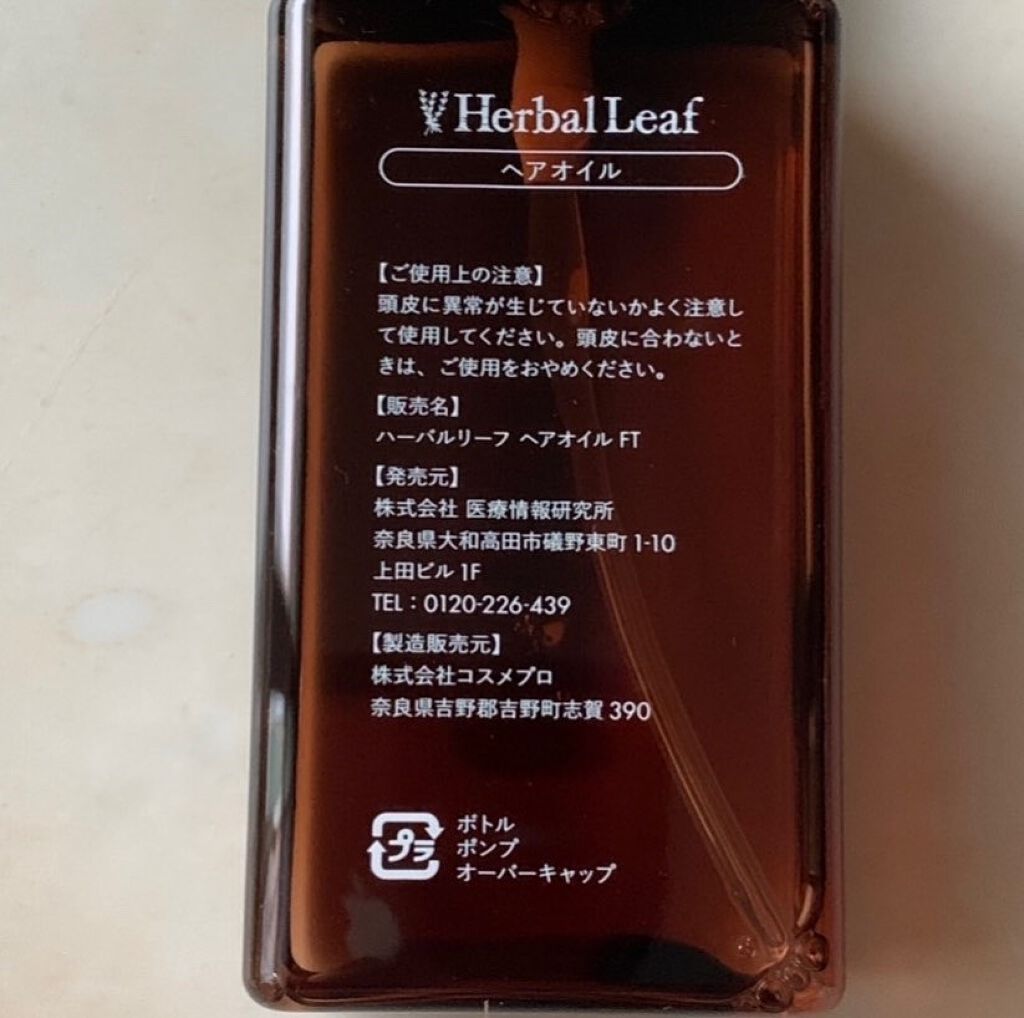 Herbal Leaf
ヘアオイル
【ご使用上の注意】
頭皮に異常が生じていないかよく注意し
て使用してください。頭皮に合わないと
きは、ご使用をおやめください。
【販売名】
ハーバルリーフ ヘアオイル FT
【発売元】
株式会社 医療情報研究所
奈良県大和高田市礒野東町 1-10
上田ビル 1F
TEL：0120-226-439
【製造販売元】
株式会社コスメプロ
奈良県吉野郡吉野町志賀 390
プラ
ボトル
ポンプ
オーバーキャップ